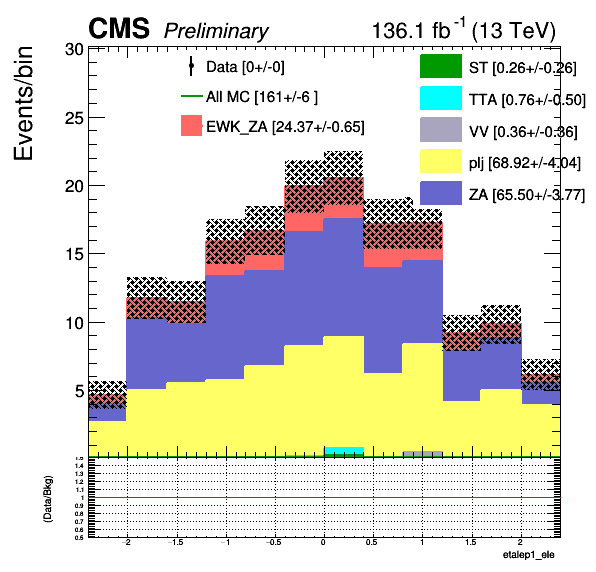 CMS Preliminary 136.1 fb⁻¹ (13 TeV)
Events/bin
30
25
20
15
10
5
Data [0+/-0]
All MC [161+/-6 ]
EWK_ZA [24.37+/-0.65]
ST [0.26+/-0.26]
TTA [0.76+/-0.50]
VV [0.36+/-0.36]
plj [68.92+/-4.04]
ZA [65.50+/-3.77]
(Data/Bkg)
1.5
1.4
1.3
1.2
1.1
1
0.9
0.8
0.7
0.6
0.5
−2 −1.5 −1 −0.5 0 0.5 1 1.5 2
etalep1_ele